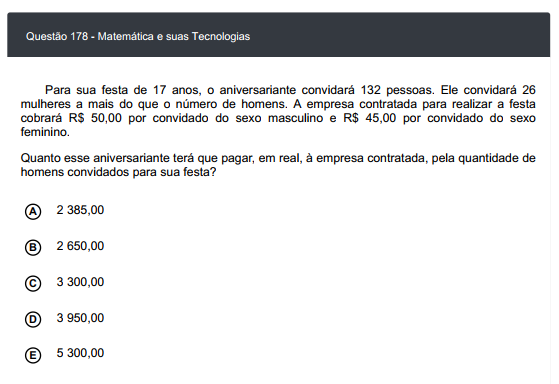 Questão 178 - Matemática e suas Tecnologias
Para sua festa de 17 anos, o aniversariante convidará 132 pessoas. Ele convidará 26
mulheres a mais do que o número de homens. A empresa contratada para realizar a festa
cobrará R$ 50,00 por convidado do sexo masculino e R$ 45,00 por convidado do sexo
feminino.
Quanto esse aniversariante terá que pagar, em real, à empresa contratada, pela quantidade de
homens convidados para sua festa?
A 2 385,00
B 2 650,00
C 3 300,00
D 3 950,00
E 5 300,00